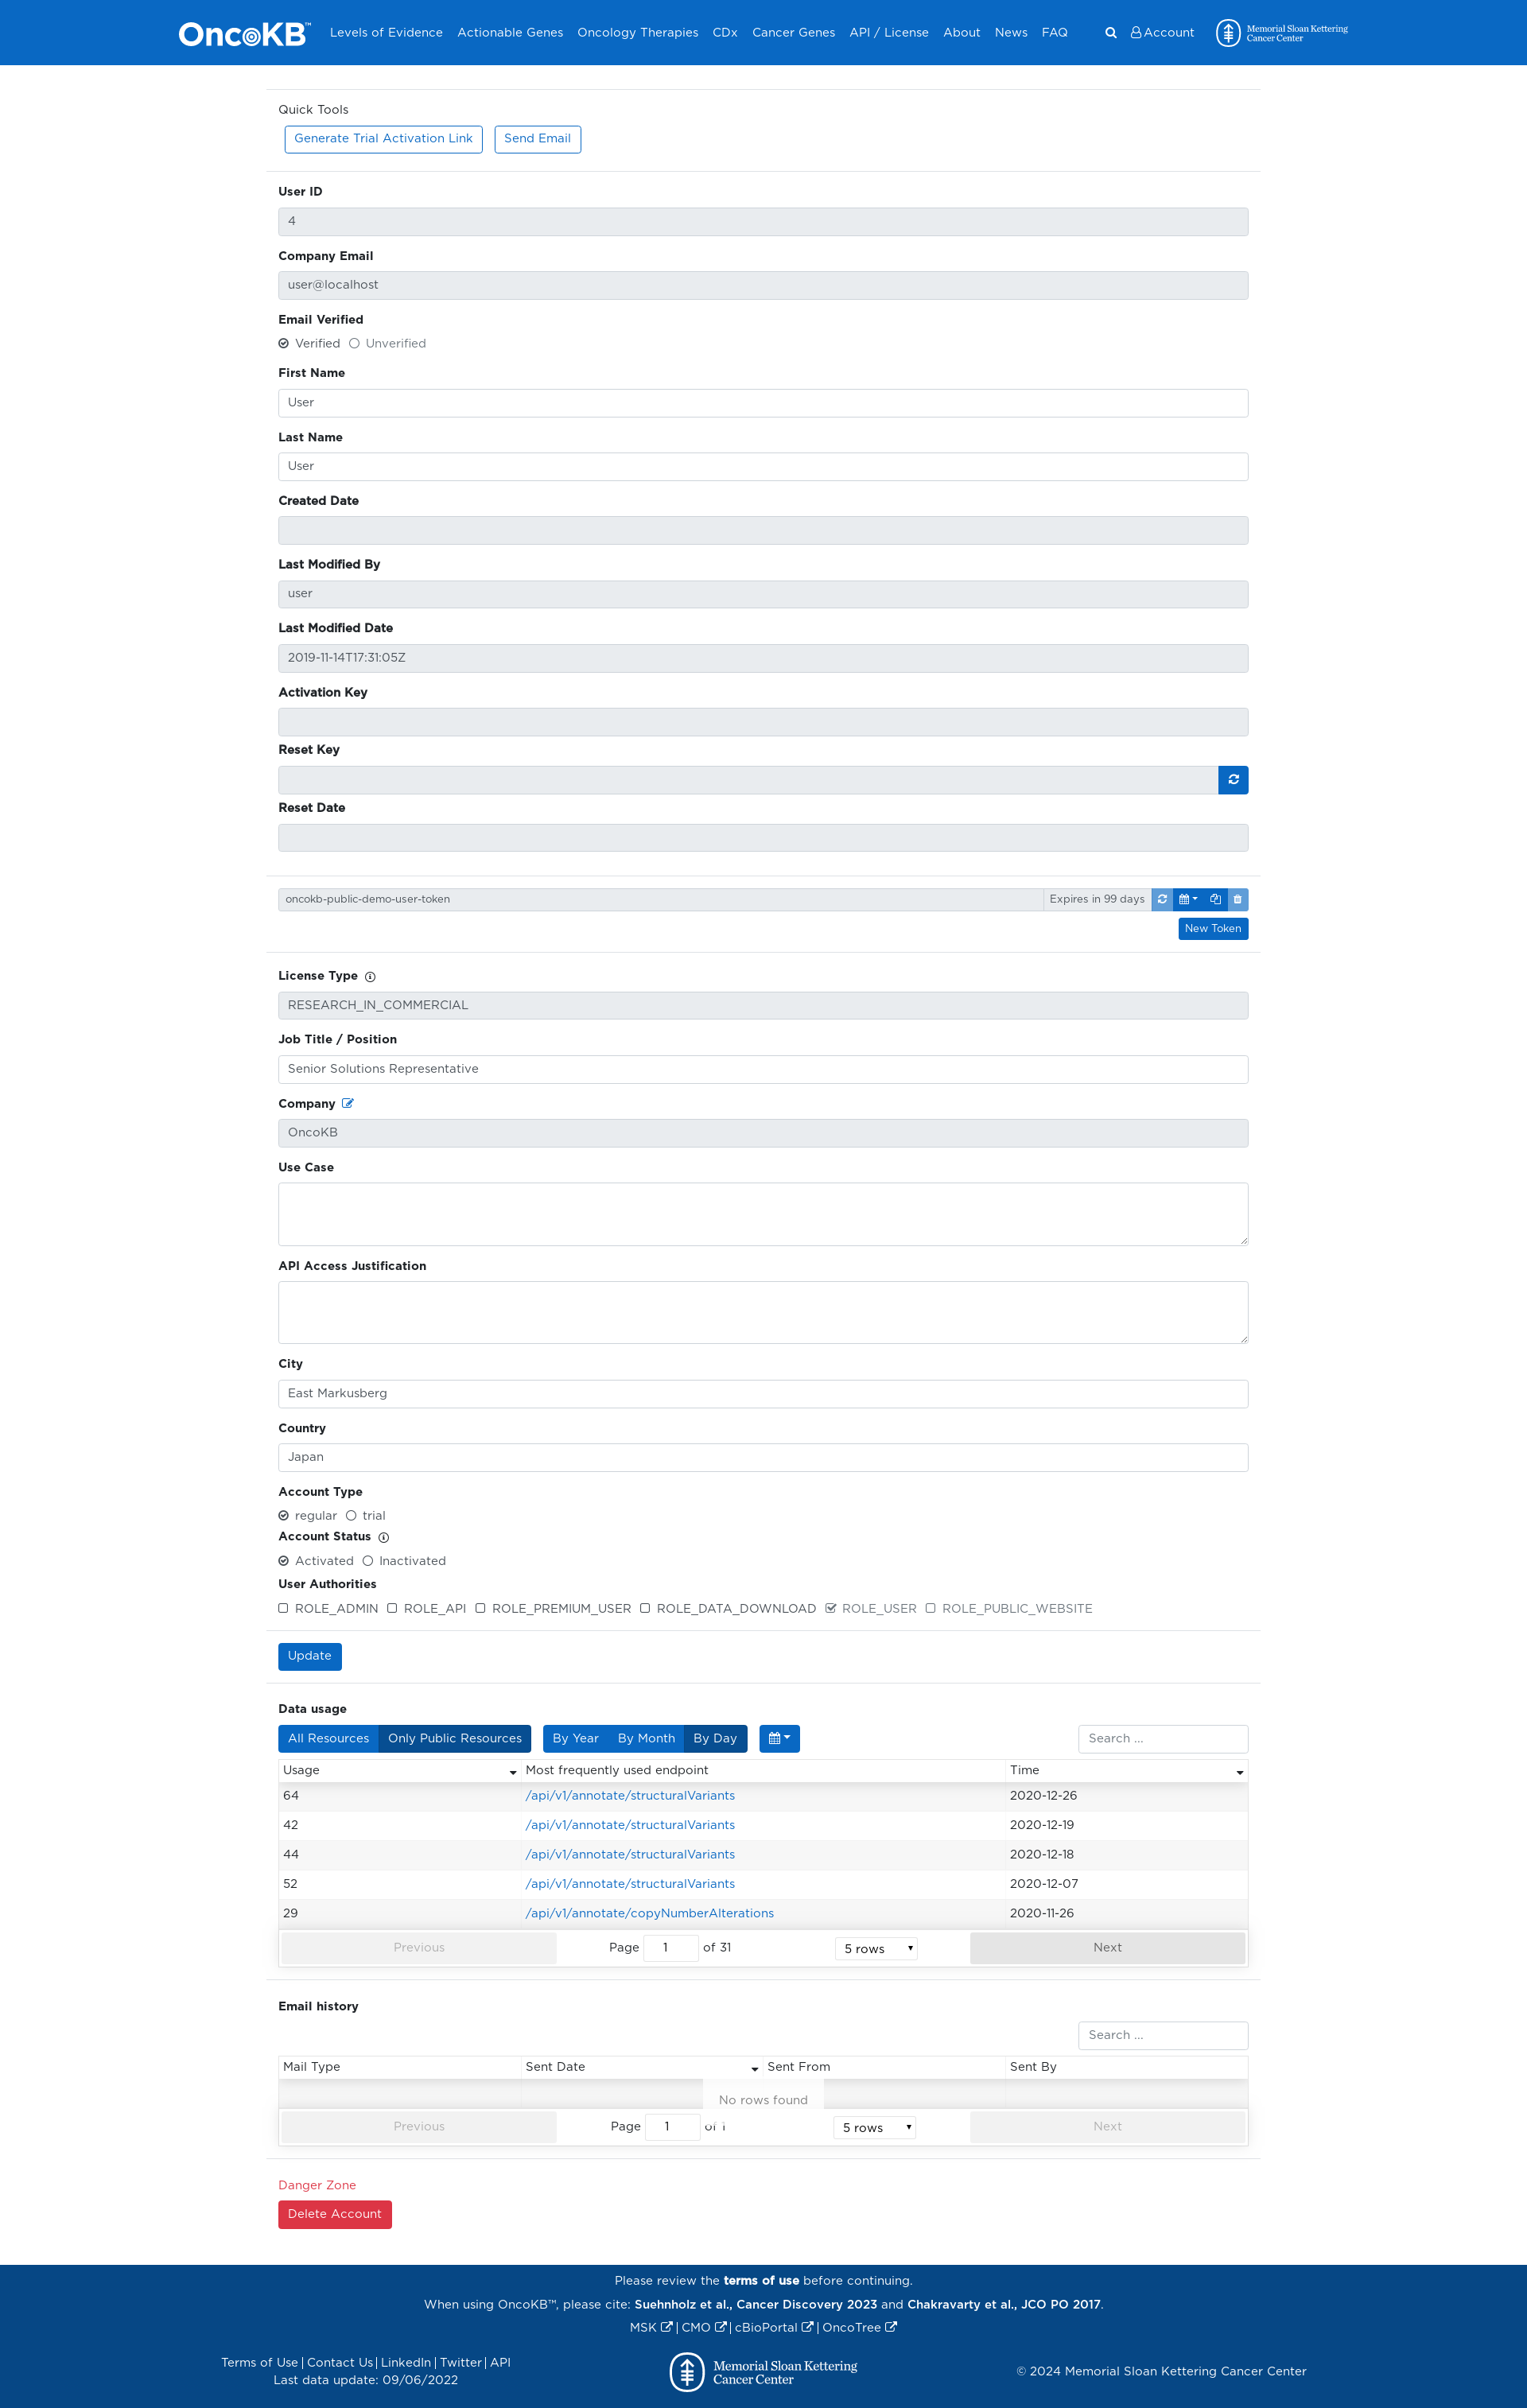 OncoKB™ Levels of Evidence Actionable Genes Oncology Therapies CDx Cancer Genes API / License About News FAQ Account Memorial Sloan Kettering
Cancer Center
Quick Tools
Generate Trial Activation Link Send Email
User ID
4
Company Email
user@localhost
Email Verified
Verified Unverified
First Name
User
Last Name
User
Created Date
Last Modified By
user
Last Modified Date
2019-11-14T17:31:05Z
Activation Key
Reset Key
Reset Date
oncokb-public-demo-user-token Expires in 99 days
New Token
License Type
RESEARCH_IN_COMMERCIAL
Job Title / Position
Senior Solutions Representative
Company
OncoKB
Use Case
API Access Justification
City
East Markusberg
Country
Japan
Account Type
regular trial
Account Status
Activated Inactivated
User Authorities
ROLE_ADMIN ROLE_API ROLE_PREMIUM_USER ROLE_DATA_DOWNLOAD ROLE_USER ROLE_PUBLIC_WEBSITE
Update
Data usage
All Resources Only Public Resources By Year By Month By Day Search ...
Usage Most frequently used endpoint Time
64 /api/v1/annotate/structuralVariants 2020-12-26
42 /api/v1/annotate/structuralVariants 2020-12-19
44 /api/v1/annotate/structuralVariants 2020-12-18
52 /api/v1/annotate/structuralVariants 2020-12-07
29 /api/v1/annotate/copyNumberAlterations 2020-11-26
Previous Page 1 of 31 5 rows Next
Email history
Search ...
Mail Type Sent Date Sent From Sent By
No rows found
Previous Page 1 of 1 5 rows Next
Danger Zone
Delete Account
Please review the terms of use before continuing.
When using OncoKB™, please cite: Suehnholz et al., Cancer Discovery 2023 and Chakravarty et al., JCO PO 2017.
MSK | CMO | cBioPortal | OncoTree
Terms of Use | Contact Us | LinkedIn | Twitter | API
Last data update: 09/06/2022
Memorial Sloan Kettering
Cancer Center
© 2024 Memorial Sloan Kettering Cancer Center